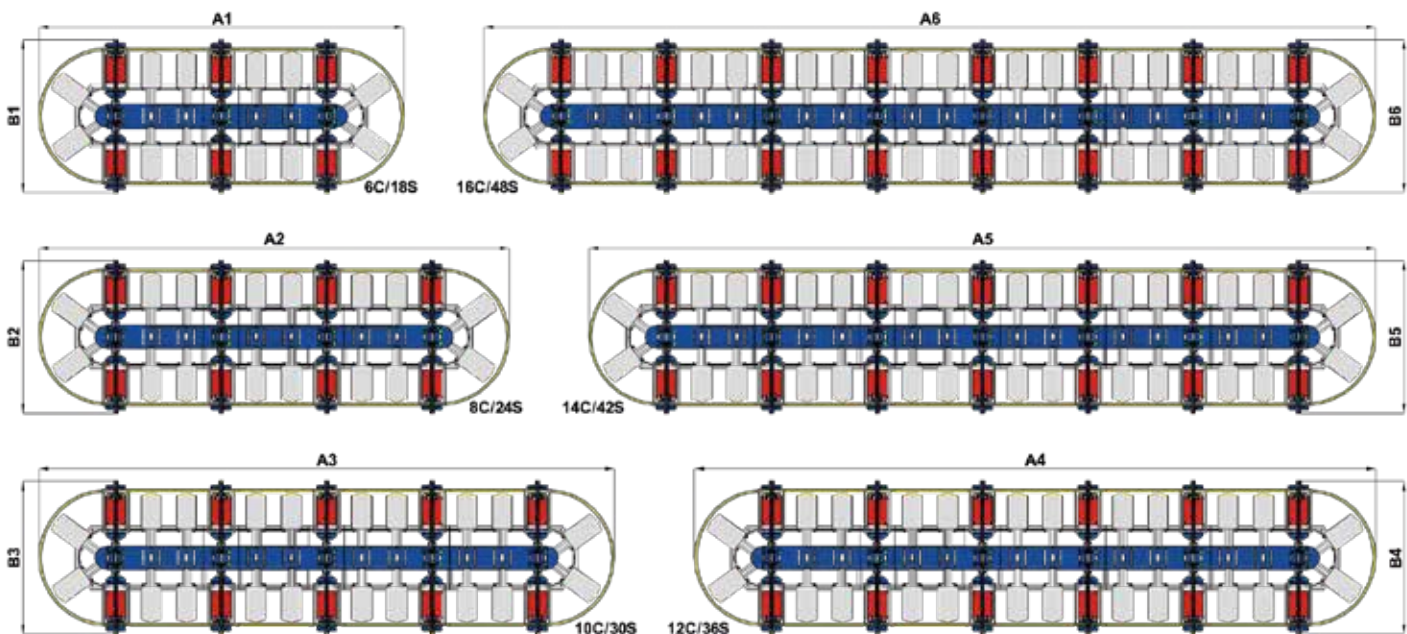 A1
B1
6C/18S
A6
B6
16C/48S
A2
B2
8C/24S
A5
B5
14C/42S
A3
B3
10C/30S
A4
B4
12C/36S